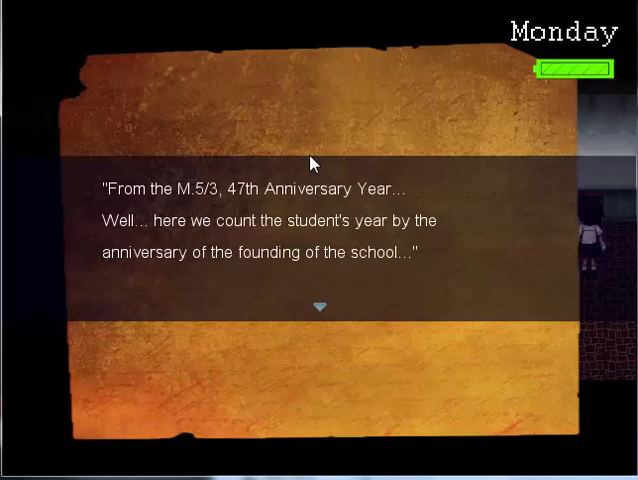 Monday
"From the M.5/3, 47th Anniversary Year...
Well... here we count the student's year by the
anniversary of the founding of the school..."